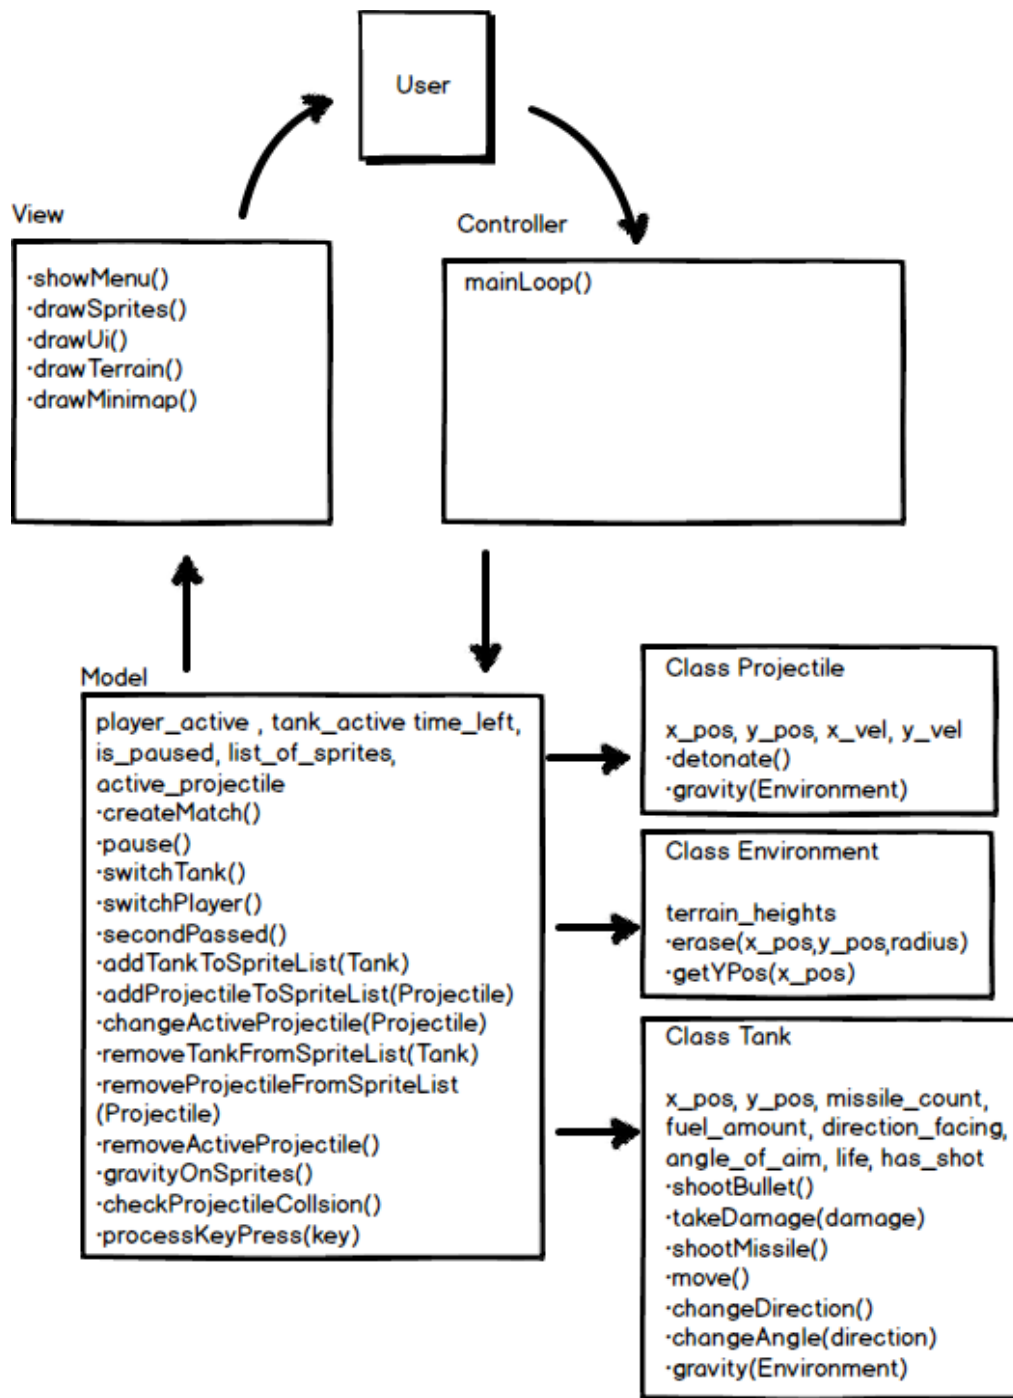 User
View
·showMenu()
·drawSprites()
·drawUi()
·drawTerrain()
·drawMinimap()
Controller
mainLoop()
Model
player_active , tank_active time_left,
is_paused, list_of_sprites,
active_projectile
·createMatch()
·pause()
·switchTank()
·switchPlayer()
·secondPassed()
·addTankToSpriteList(Tank)
·addProjectileToSpriteList(Projectile)
·changeActiveProjectile(Projectile)
·removeTankFromSpriteList(Tank)
·removeProjectileFromSpriteList
(Projectile)
·removeActiveProjectile()
·gravityOnSprites()
·checkProjectileCollsion()
·processKeyPress(key)
Class Projectile
x_pos, y_pos, x_vel, y_vel
·detonate()
·gravity(Environment)
Class Environment
terrain_heights
·erase(x_pos,y_pos,radius)
·getYPos(x_pos)
Class Tank
x_pos, y_pos, missile_count,
fuel_amount, direction_facing,
angle_of_aim, life, has_shot
·shootBullet()
·takeDamage(damage)
·shootMissile()
·move()
·changeDirection()
·changeAngle(direction)
·gravity(Environment)